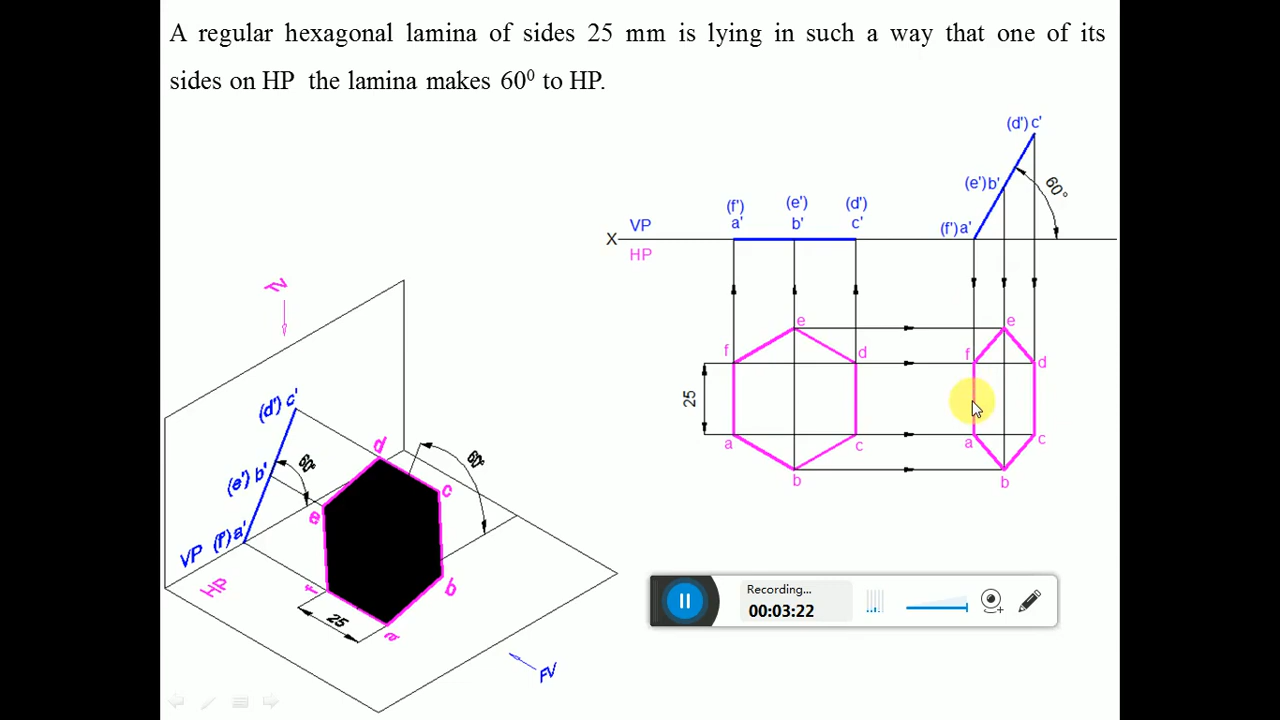 A regular hexagonal lamina of sides 25 mm is lying in such a way that one of its
sides on HP the lamina makes 60⁰ to HP.
(d') c'
(e') b'
60°
(f') a'
(f') (e') (d')
a' b' c'
X
VP
HP
e
f d
25
a c
b
e
f d
a c
b
TV
(d') c'
(e') b'
60°
VP (f') a'
HP
d
c
e
60°
f
b
a
25
FV
Recording...
00:03:22